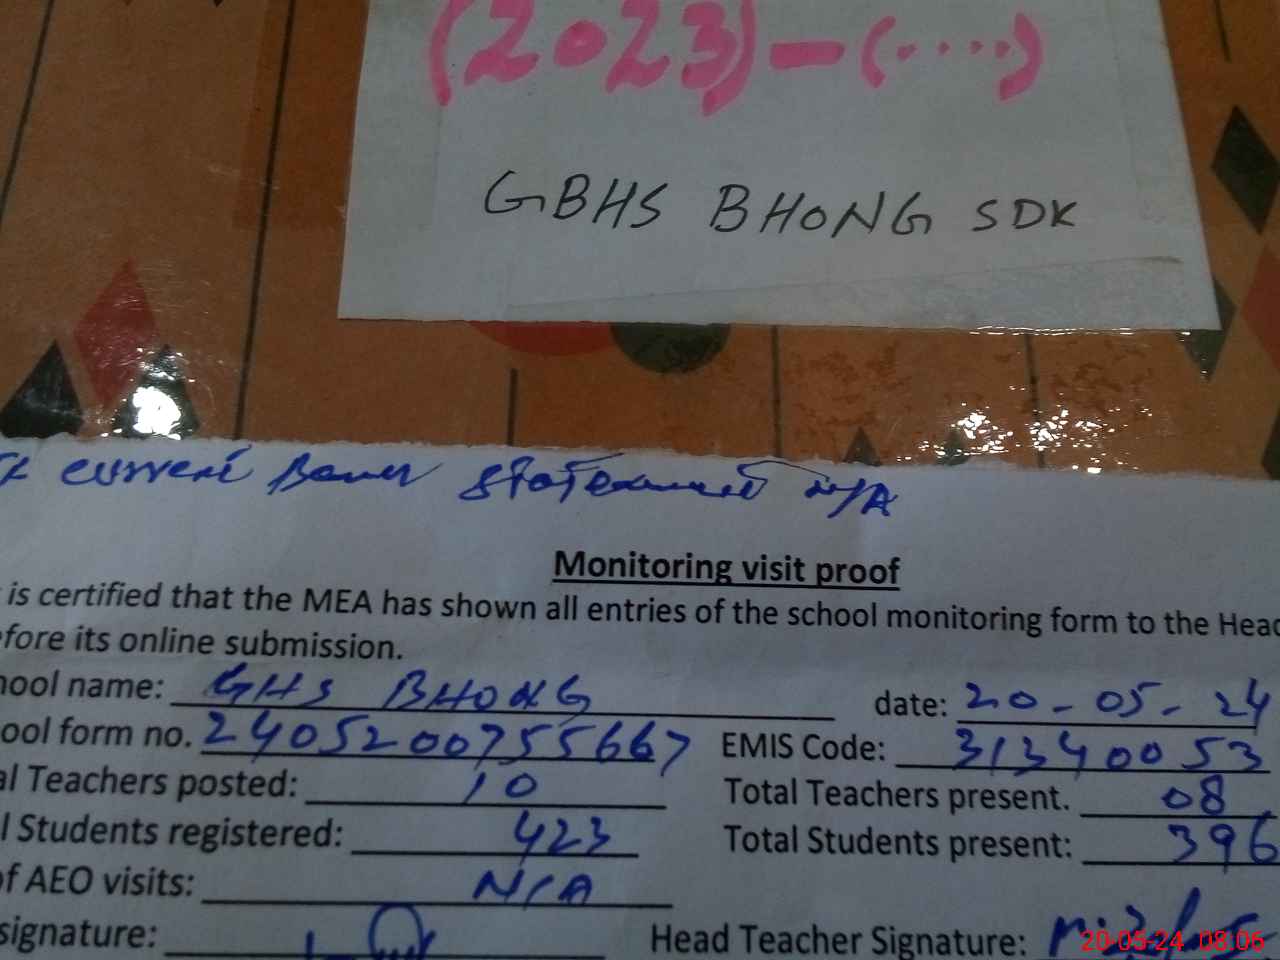 (2023)-(....)
GBHS BHONG SDK
current statement N/A
Monitoring visit proof
is certified that the MEA has shown all entries of the school monitoring form to the Head
efore its online submission.
hool name: GHS BHONG date: 20-05-24
ool form no. 2405200755667 EMIS Code: 31340053
al Teachers posted: 10 Total Teachers present. 08
l Students registered: 423 Total Students present: 396
of AEO visits: N/A
signature: Head Teacher Signature:
20-05-24 08:06